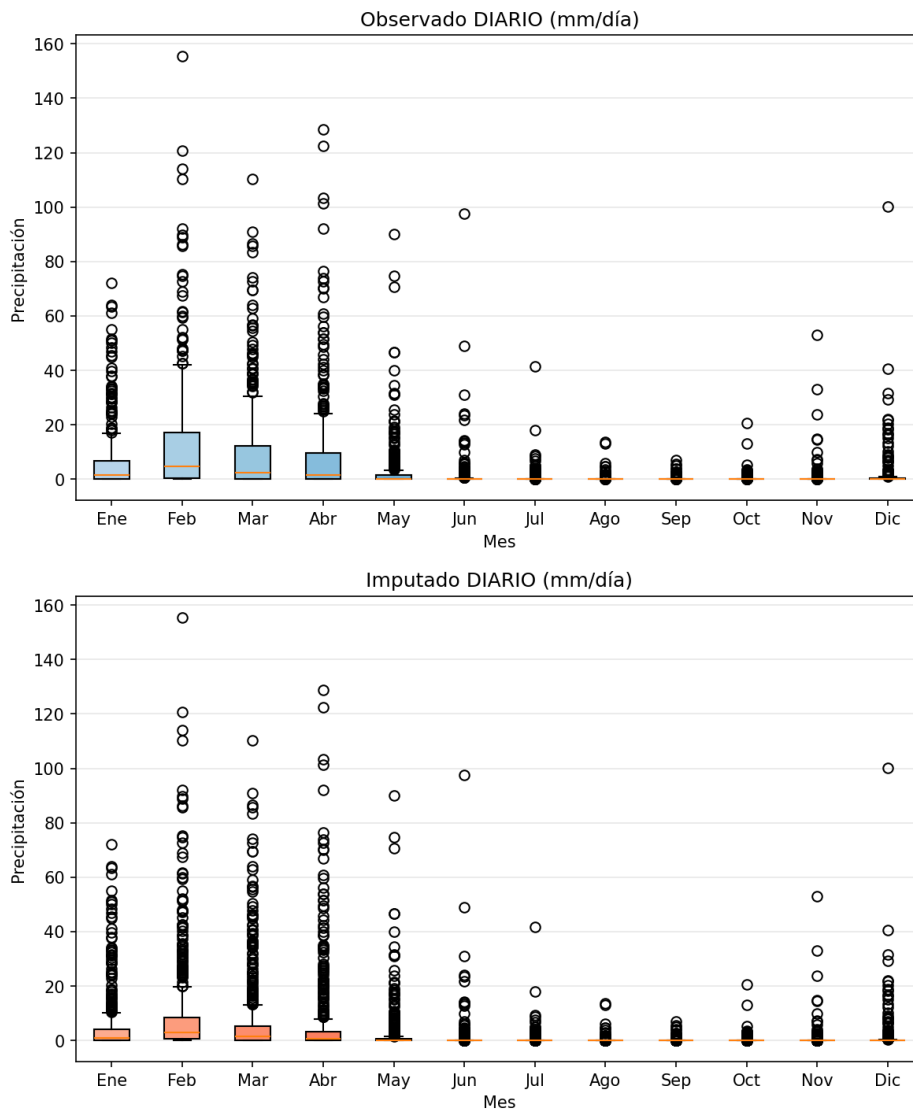 Observado DIARIO (mm/día)
160
140
120
100
80
60
40
20
0
Precipitación
Ene Feb Mar Abr May Jun Jul Ago Sep Oct Nov Dic
Mes
Imputado DIARIO (mm/día)
160
140
120
100
80
60
40
20
0
Precipitación
Ene Feb Mar Abr May Jun Jul Ago Sep Oct Nov Dic
Mes